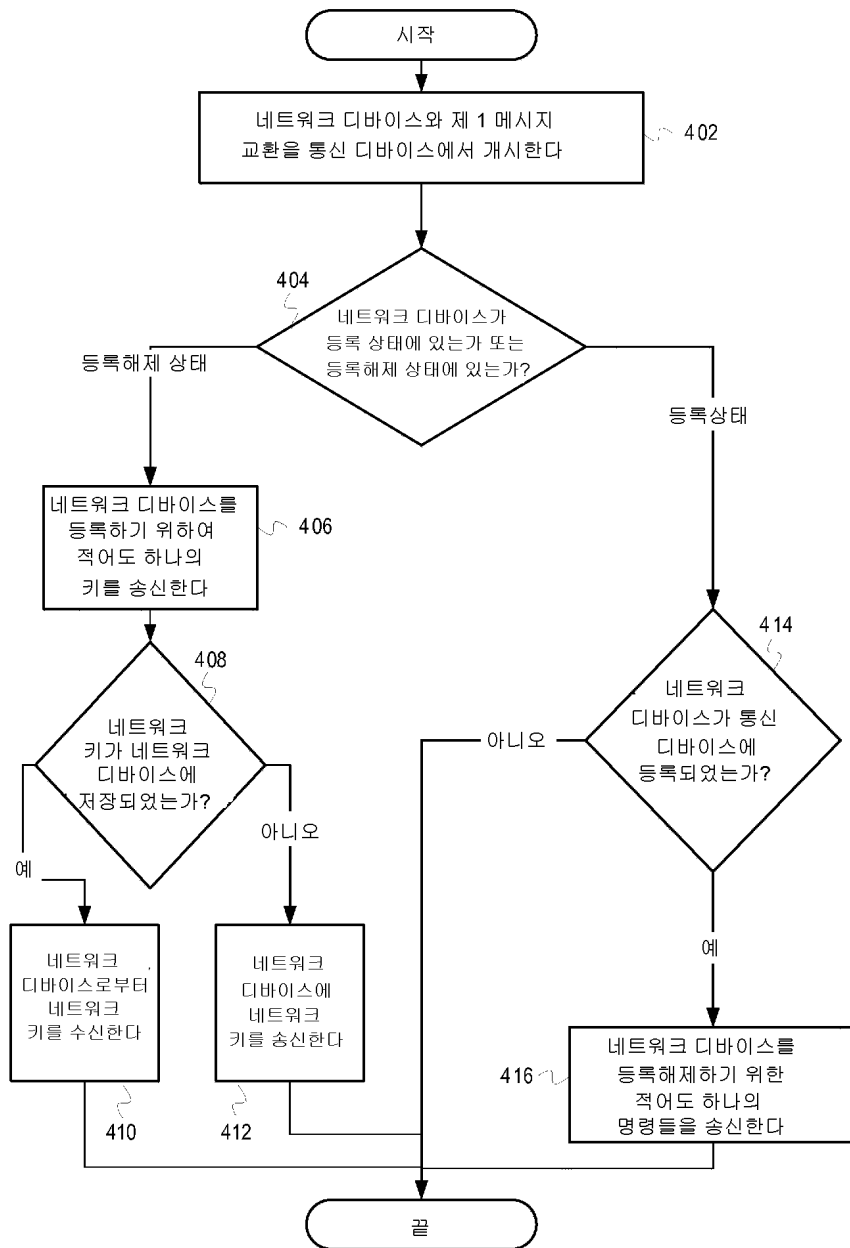 시작
네트워크 디바이스와 제 1 메시지
교환을 통신 디바이스에서 개시한다
402
404
네트워크 디바이스가
등록 상태에 있는가 또는
등록해제 상태에 있는가?
등록해제 상태
등록상태
네트워크 디바이스를
등록하기 위하여
적어도 하나의
키를 송신한다
406
408
네트워크
키가 네트워크
디바이스에
저장되었는가?
예
아니오
네트워크
디바이스로부터
네트워크
키를 수신한다
410
네트워크
디바이스에
네트워크
키를 송신한다
412
414
네트워크
디바이스가 통신
디바이스에
등록되었는가?
아니오
예
네트워크 디바이스를
등록해제하기 위한
적어도 하나의
명령들을 송신한다
416
끝